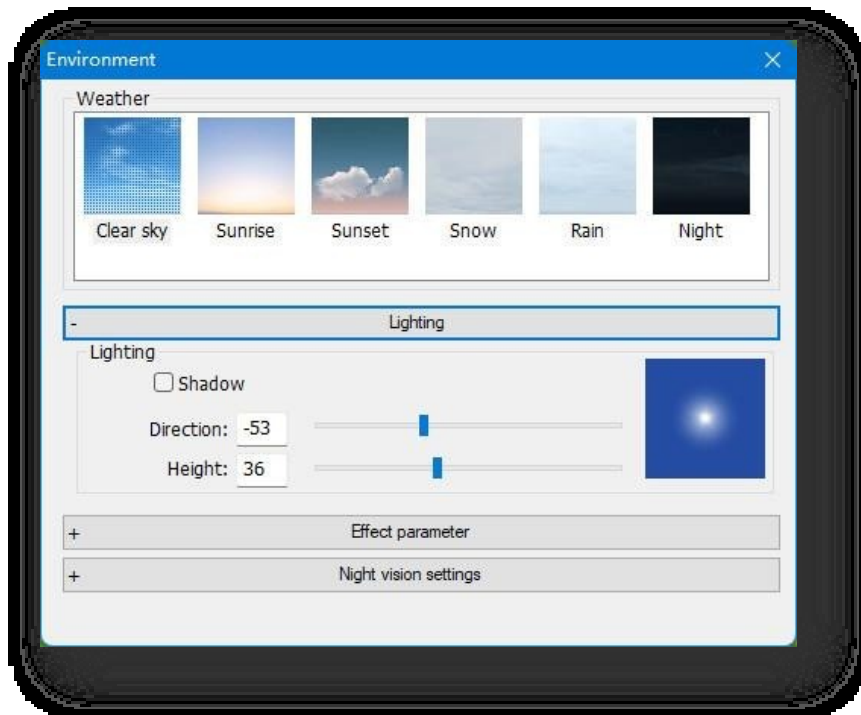 Environment
Weather
Clear sky Sunrise Sunset Snow Rain Night
- Lighting
Lighting
Shadow
Direction: -53
Height: 36
+ Effect parameter
+ Night vision settings